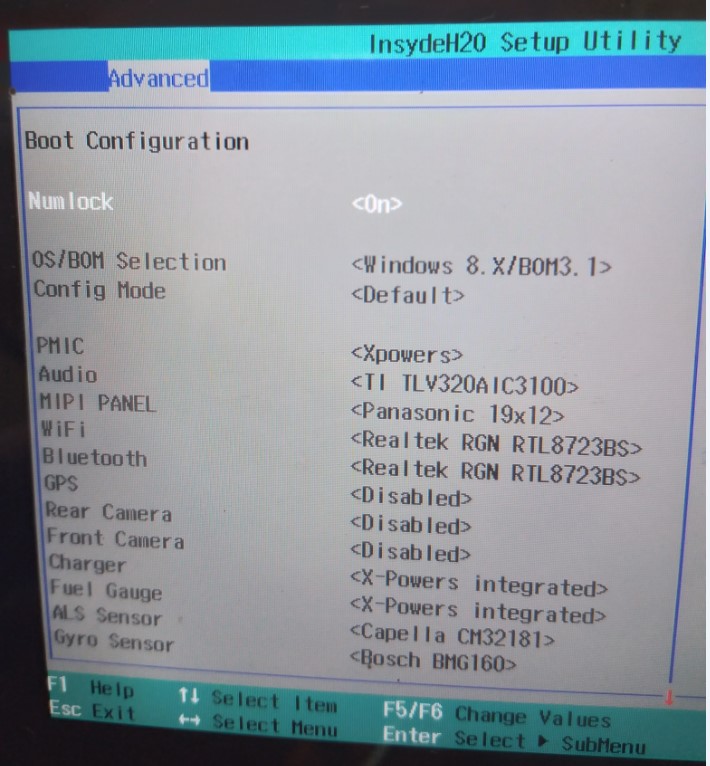 InsydeH20 Setup Utility
Advanced
Boot Configuration
Numlock <On>
OS/BOM Selection <Windows 8.X/BOM3.1>
Config Mode <Default>
PMIC <Xpowers>
Audio <TI TLV320AIC3100>
MIPI PANEL <Panasonic 19x12>
WiFi <Realtek RGN RTL8723BS>
Bluetooth <Realtek RGN RTL8723BS>
GPS <Disabled>
Rear Camera <Disabled>
Front Camera <Disabled>
Charger <X-Powers integrated>
Fuel Gauge <X-Powers integrated>
ALS Sensor <Capella CM32181>
Gyro Sensor <Bosch BMG160>
F1 Help ↑↓ Select Item F5/F6 Change Values
Esc Exit ↔ Select Menu Enter Select ▶ SubMenu